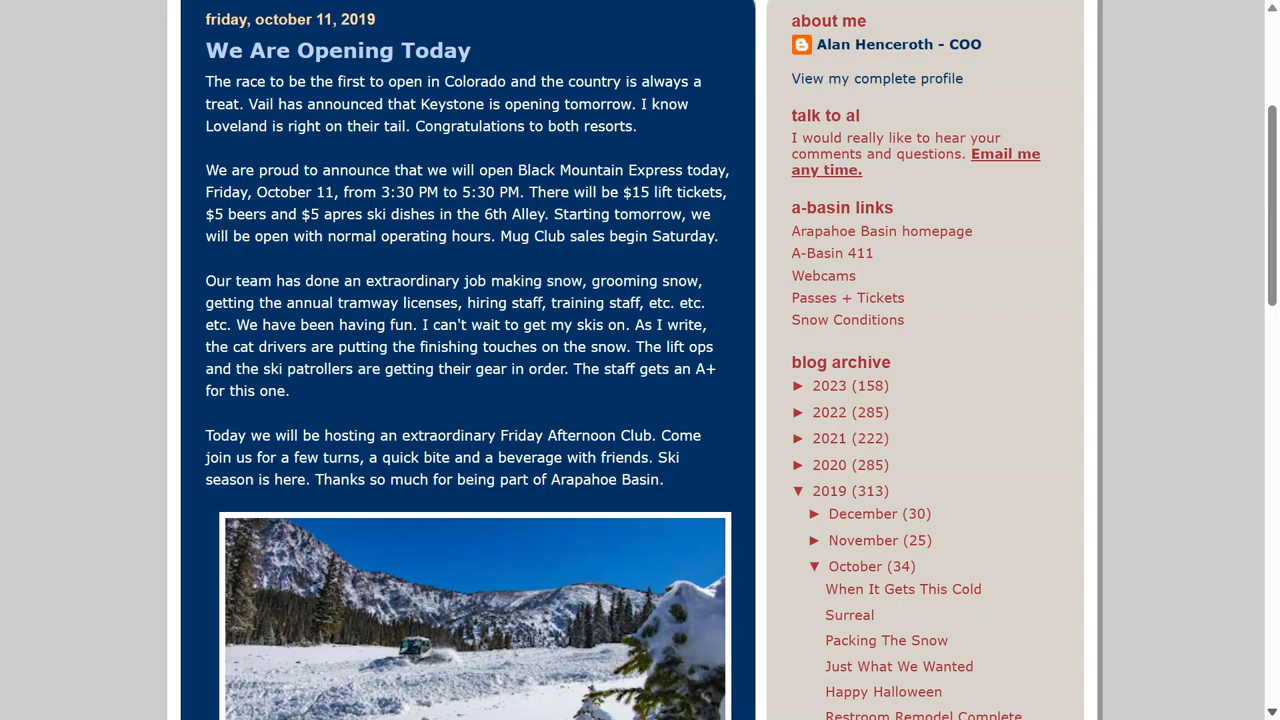 friday, october 11, 2019
We Are Opening Today
The race to be the first to open in Colorado and the country is always a
treat. Vail has announced that Keystone is opening tomorrow. I know
Loveland is right on their tail. Congratulations to both resorts.
We are proud to announce that we will open Black Mountain Express today,
Friday, October 11, from 3:30 PM to 5:30 PM. There will be $15 lift tickets,
$5 beers and $5 apres ski dishes in the 6th Alley. Starting tomorrow, we
will be open with normal operating hours. Mug Club sales begin Saturday.
Our team has done an extraordinary job making snow, grooming snow,
getting the annual tramway licenses, hiring staff, training staff, etc. etc.
etc. We have been having fun. I can't wait to get my skis on. As I write,
the cat drivers are putting the finishing touches on the snow. The lift ops
and the ski patrollers are getting their gear in order. The staff gets an A+
for this one.
Today we will be hosting an extraordinary Friday Afternoon Club. Come
join us for a few turns, a quick bite and a beverage with friends. Ski
season is here. Thanks so much for being part of Arapahoe Basin.
about me
Alan Henceroth - COO
View my complete profile
talk to al
I would really like to hear your
comments and questions. Email me
any time.
a-basin links
Arapahoe Basin homepage
A-Basin 411
Webcams
Passes + Tickets
Snow Conditions
blog archive
► 2023 (158)
► 2022 (285)
► 2021 (222)
► 2020 (285)
▼ 2019 (313)
► December (30)
► November (25)
▼ October (34)
When It Gets This Cold
Surreal
Packing The Snow
Just What We Wanted
Happy Halloween
Restroom Remodel Complete